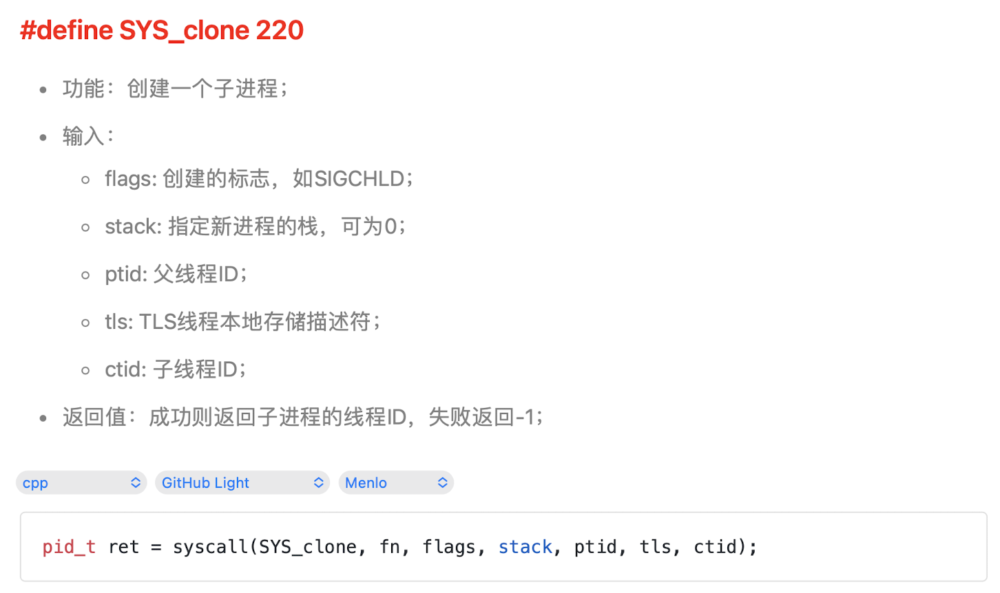 #define SYS_clone 220
功能：创建一个子进程；
输入：
flags: 创建的标志，如SIGCHLD；
stack: 指定新进程的栈，可为0；
ptid: 父线程ID；
tls: TLS线程本地存储描述符；
ctid: 子线程ID；
返回值：成功则返回子进程的线程ID，失败返回-1；
cpp GitHub Light Menlo
pid_t ret = syscall(SYS_clone, fn, flags, stack, ptid, tls, ctid);